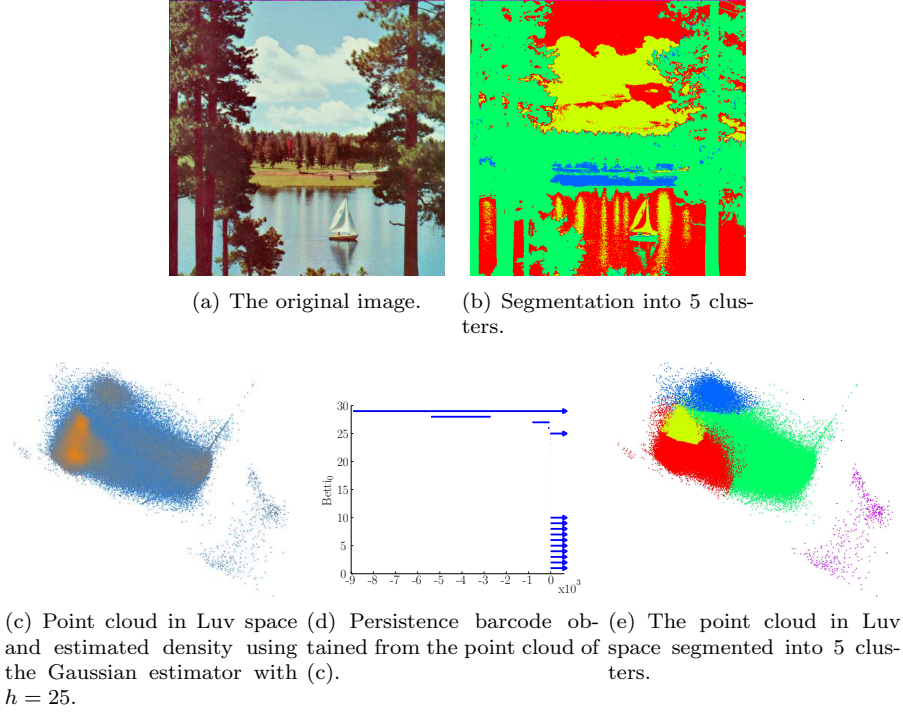 (a) The original image.
(b) Segmentation into 5 clus-
ters.
30
25
20
15
10
5
0
Betti0
-9 -8 -7 -6 -5 -4 -3 -2 -1 0
x10³
(c) Point cloud in Luv space
and estimated density using
the Gaussian estimator with
h = 25.
(d) Persistence barcode ob-
tained from the point cloud of
(c).
(e) The point cloud in Luv
space segmented into 5 clus-
ters.